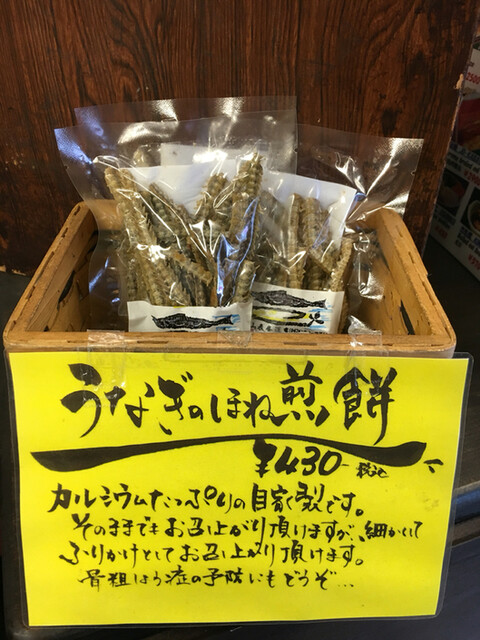 うなぎのほね煎餅
¥430- 税込
カルシウムたっぷりの自家製です。
そのままでもお召し上がり頂けますが、細かくして
ふりかけとしてお召し上がり頂けます。
骨粗しょう症の予防にもどうぞ…